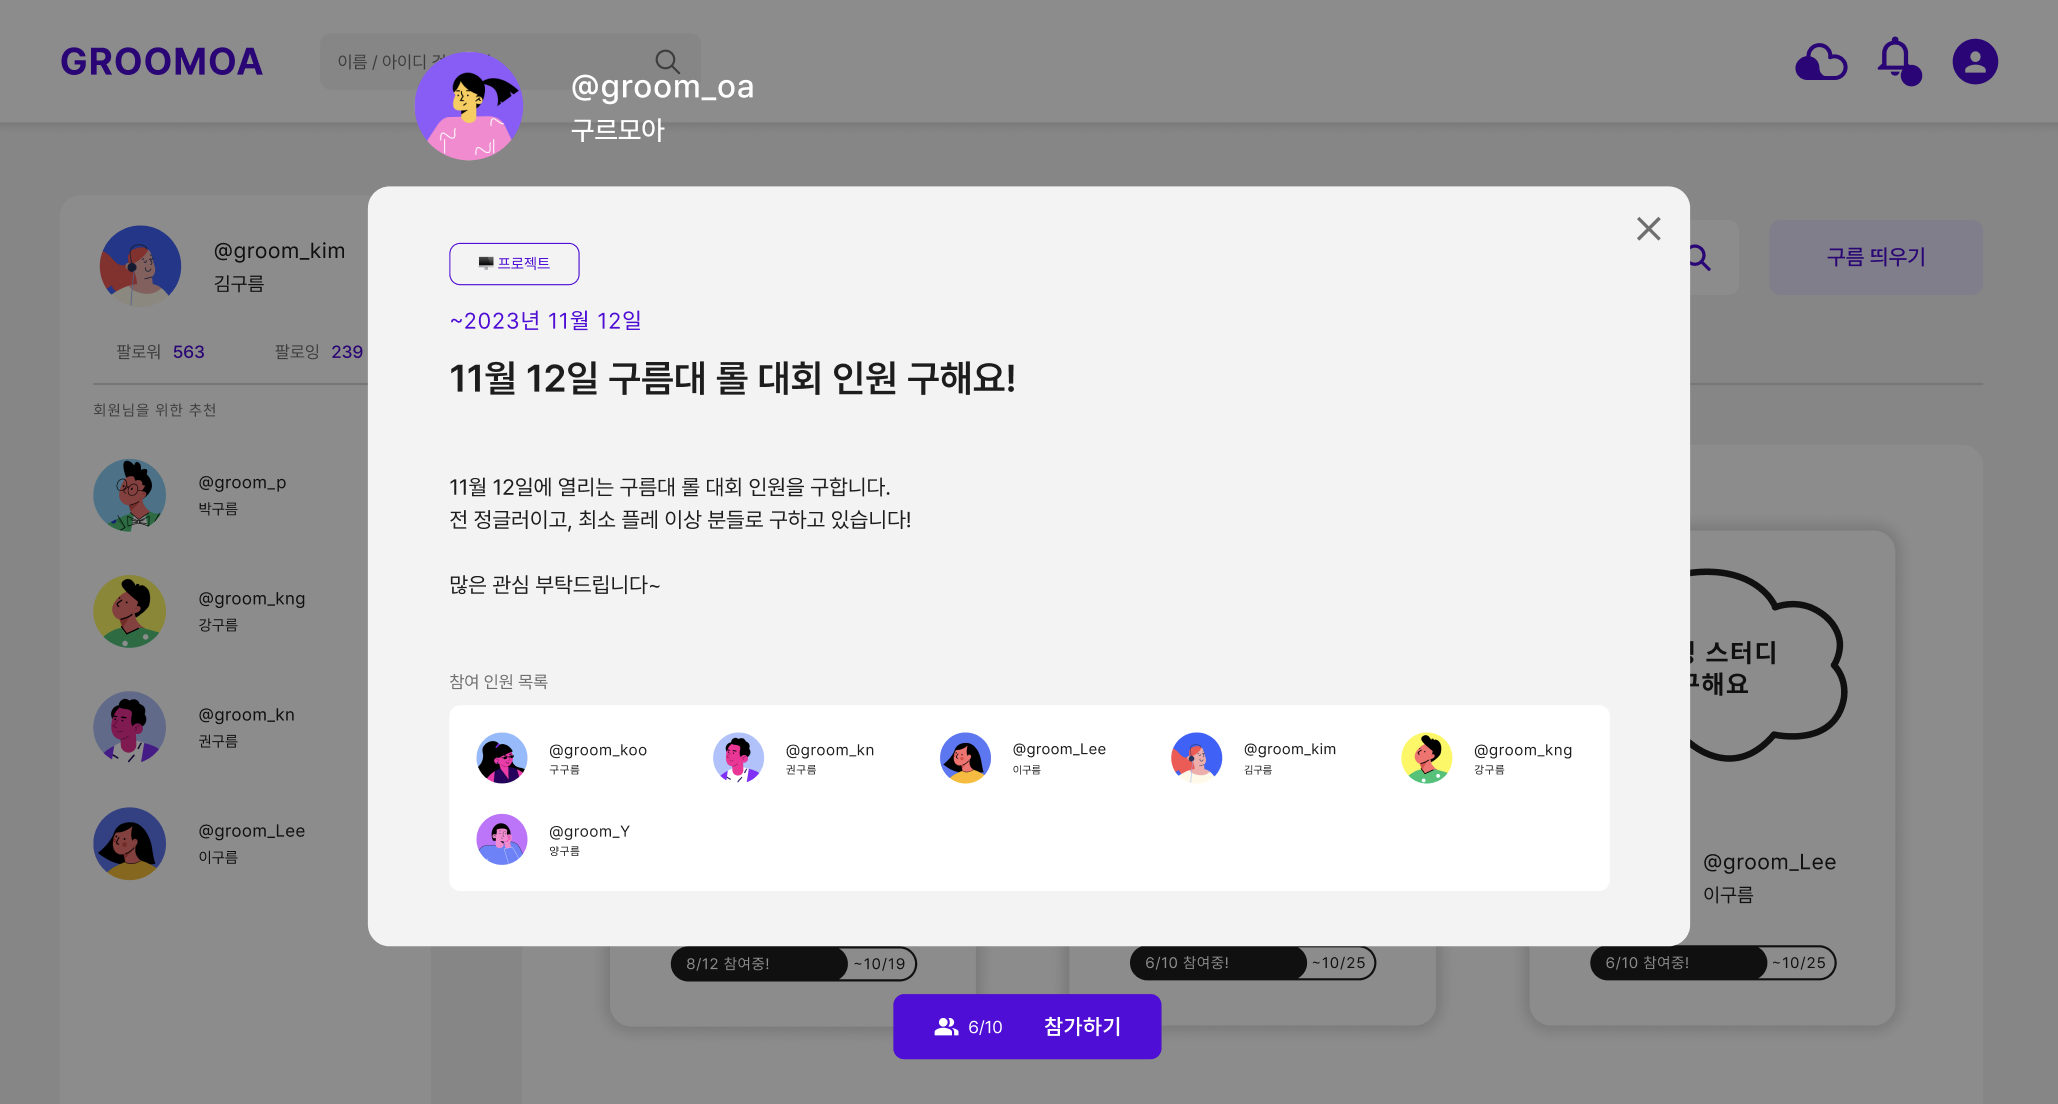 GROOMOA
이름 / 아이디
@groom_oa
구르모아
@groom_kim
김구름
팔로워 563 팔로잉 239
회원님을 위한 추천
@groom_p
박구름
@groom_kng
강구름
@groom_kn
권구름
@groom_Lee
이구름
프로젝트
~2023년 11월 12일
11월 12일 구름대 롤 대회 인원 구해요!
11월 12일에 열리는 구름대 롤 대회 인원을 구합니다.
전 정글러이고, 최소 플레 이상 분들로 구하고 있습니다!
많은 관심 부탁드립니다~
참여 인원 목록
@groom_koo
구구름
@groom_kn
권구름
@groom_Lee
이구름
@groom_kim
김구름
@groom_kng
강구름
@groom_Y
양구름
구름 띄우기
스터디
구해요
@groom_Lee
이구름
8/12 참여중! ~10/19
6/10 참여중! ~10/25
6/10 참여중! ~10/25
6/10 참가하기